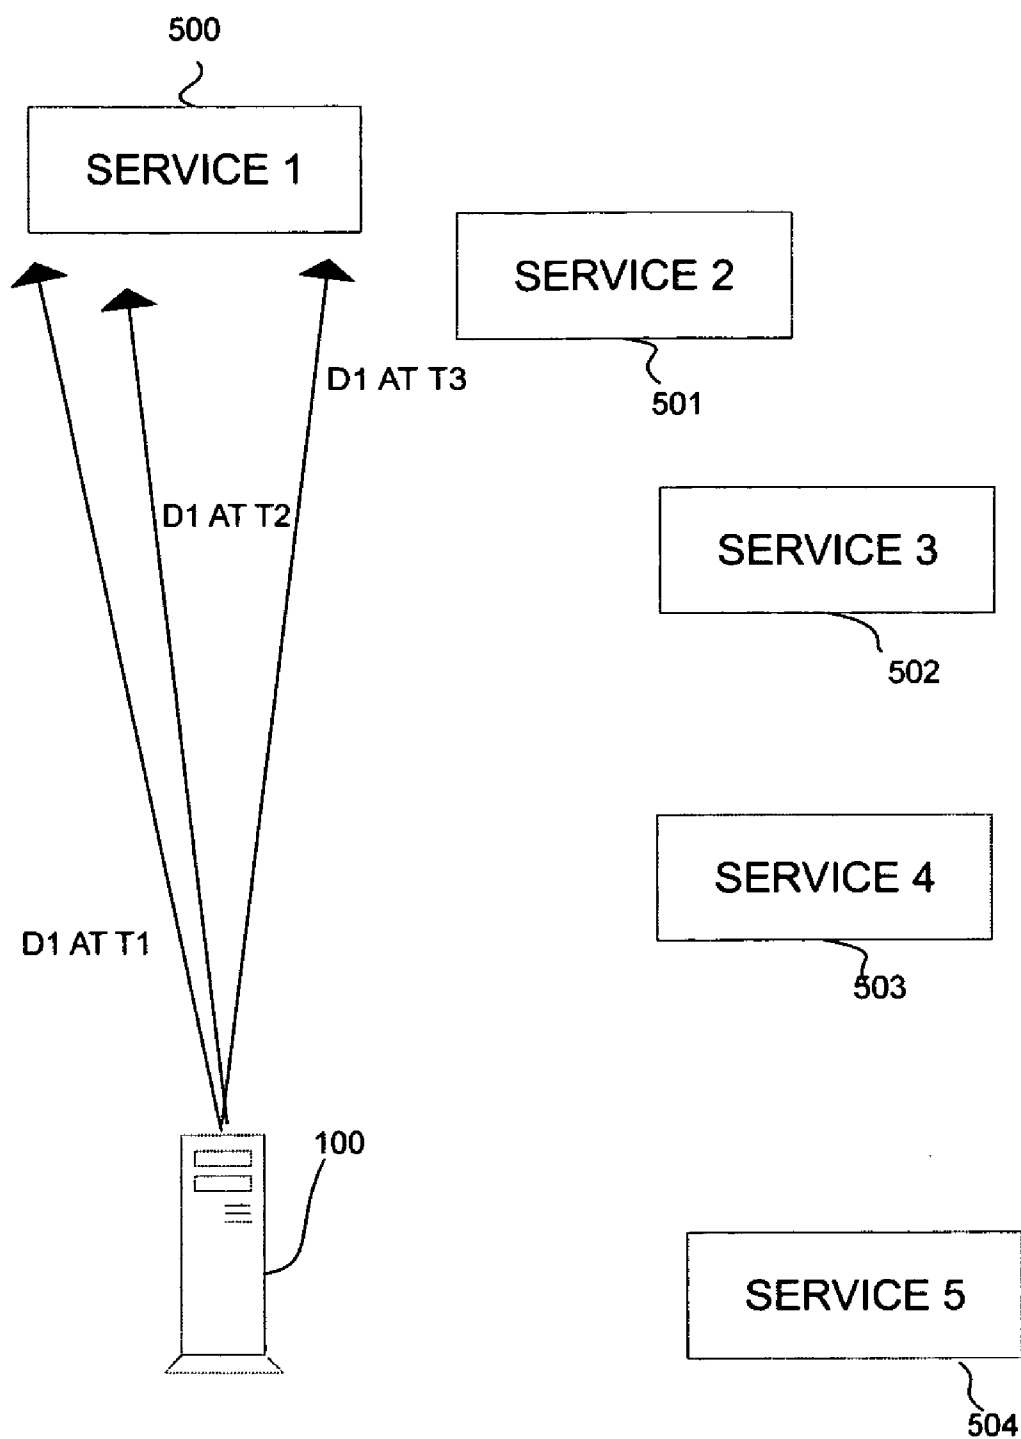 500
SERVICE 1
SERVICE 2
D1 AT T3
501
D1 AT T2
SERVICE 3
502
SERVICE 4
D1 AT T1
503
100
SERVICE 5
504